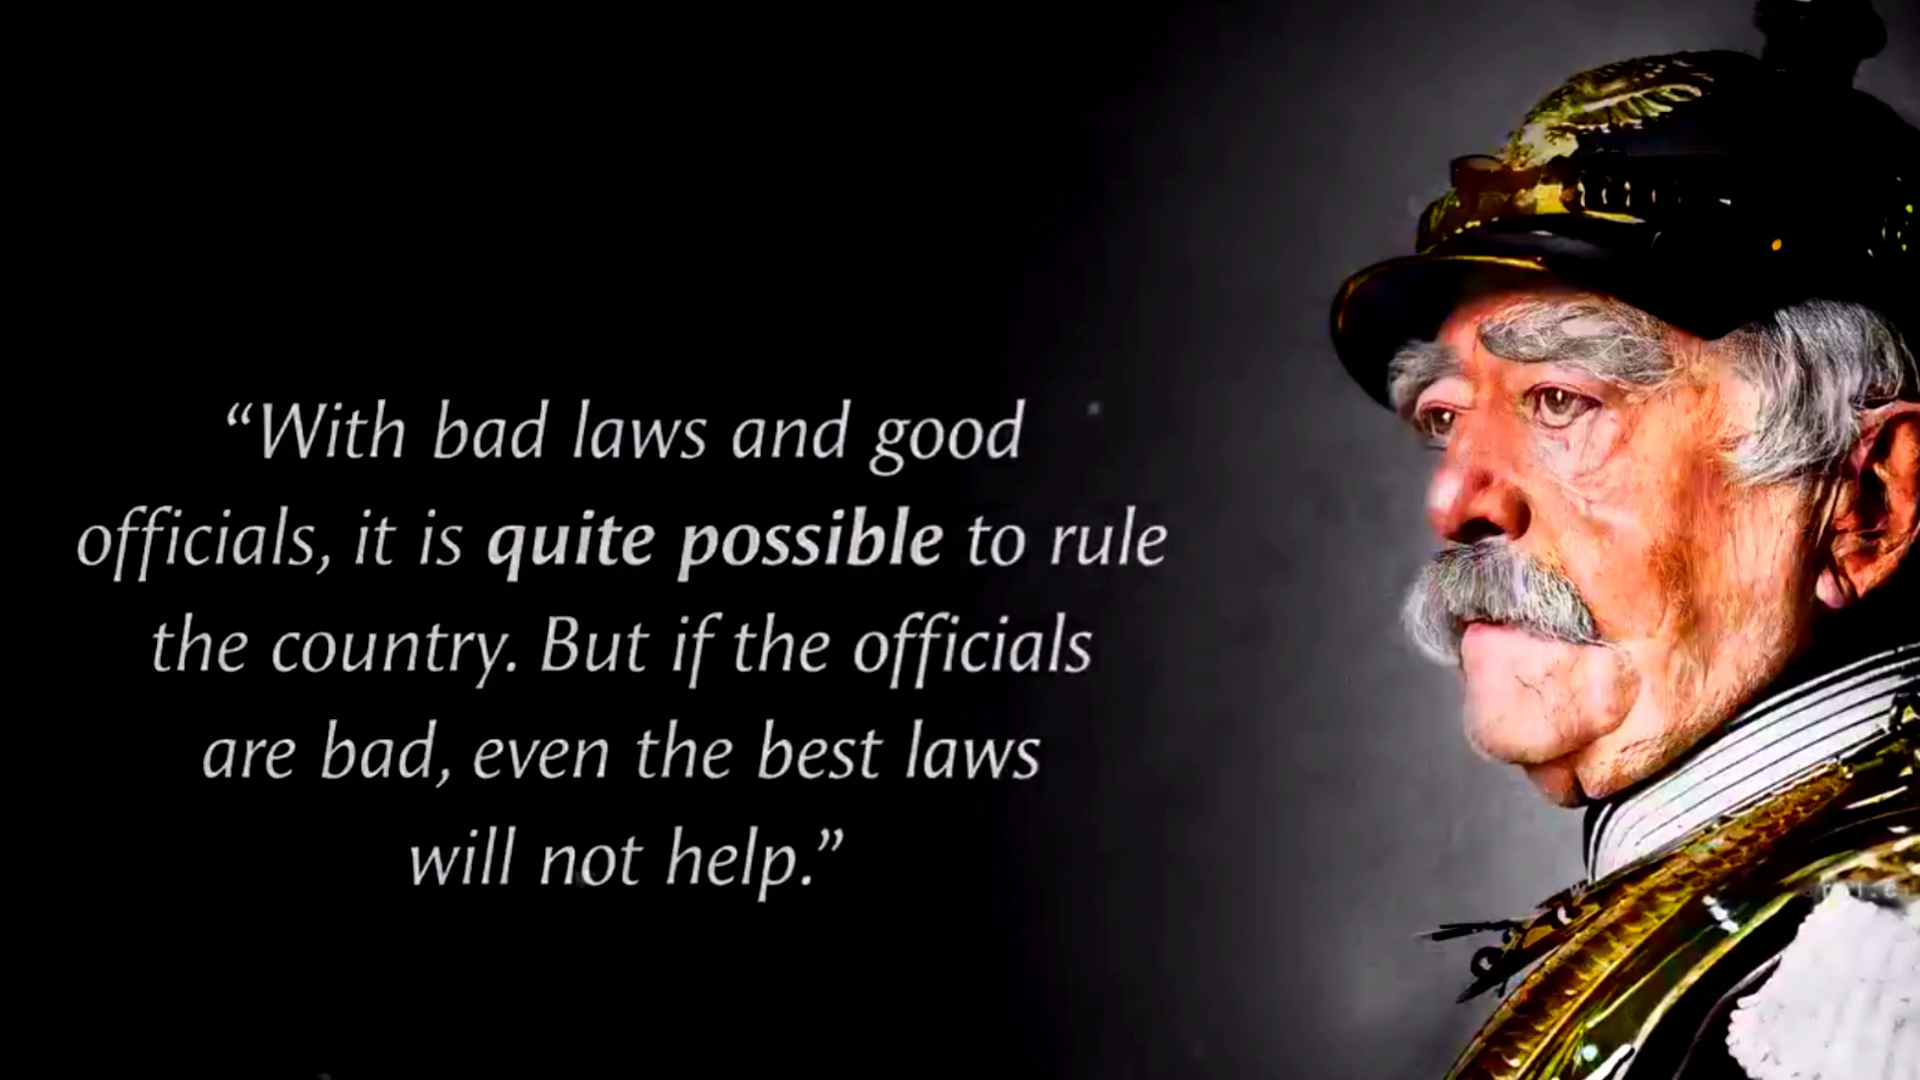 “With bad laws and good
officials, it is quite possible to rule
the country. But if the officials
are bad, even the best laws
will not help.”